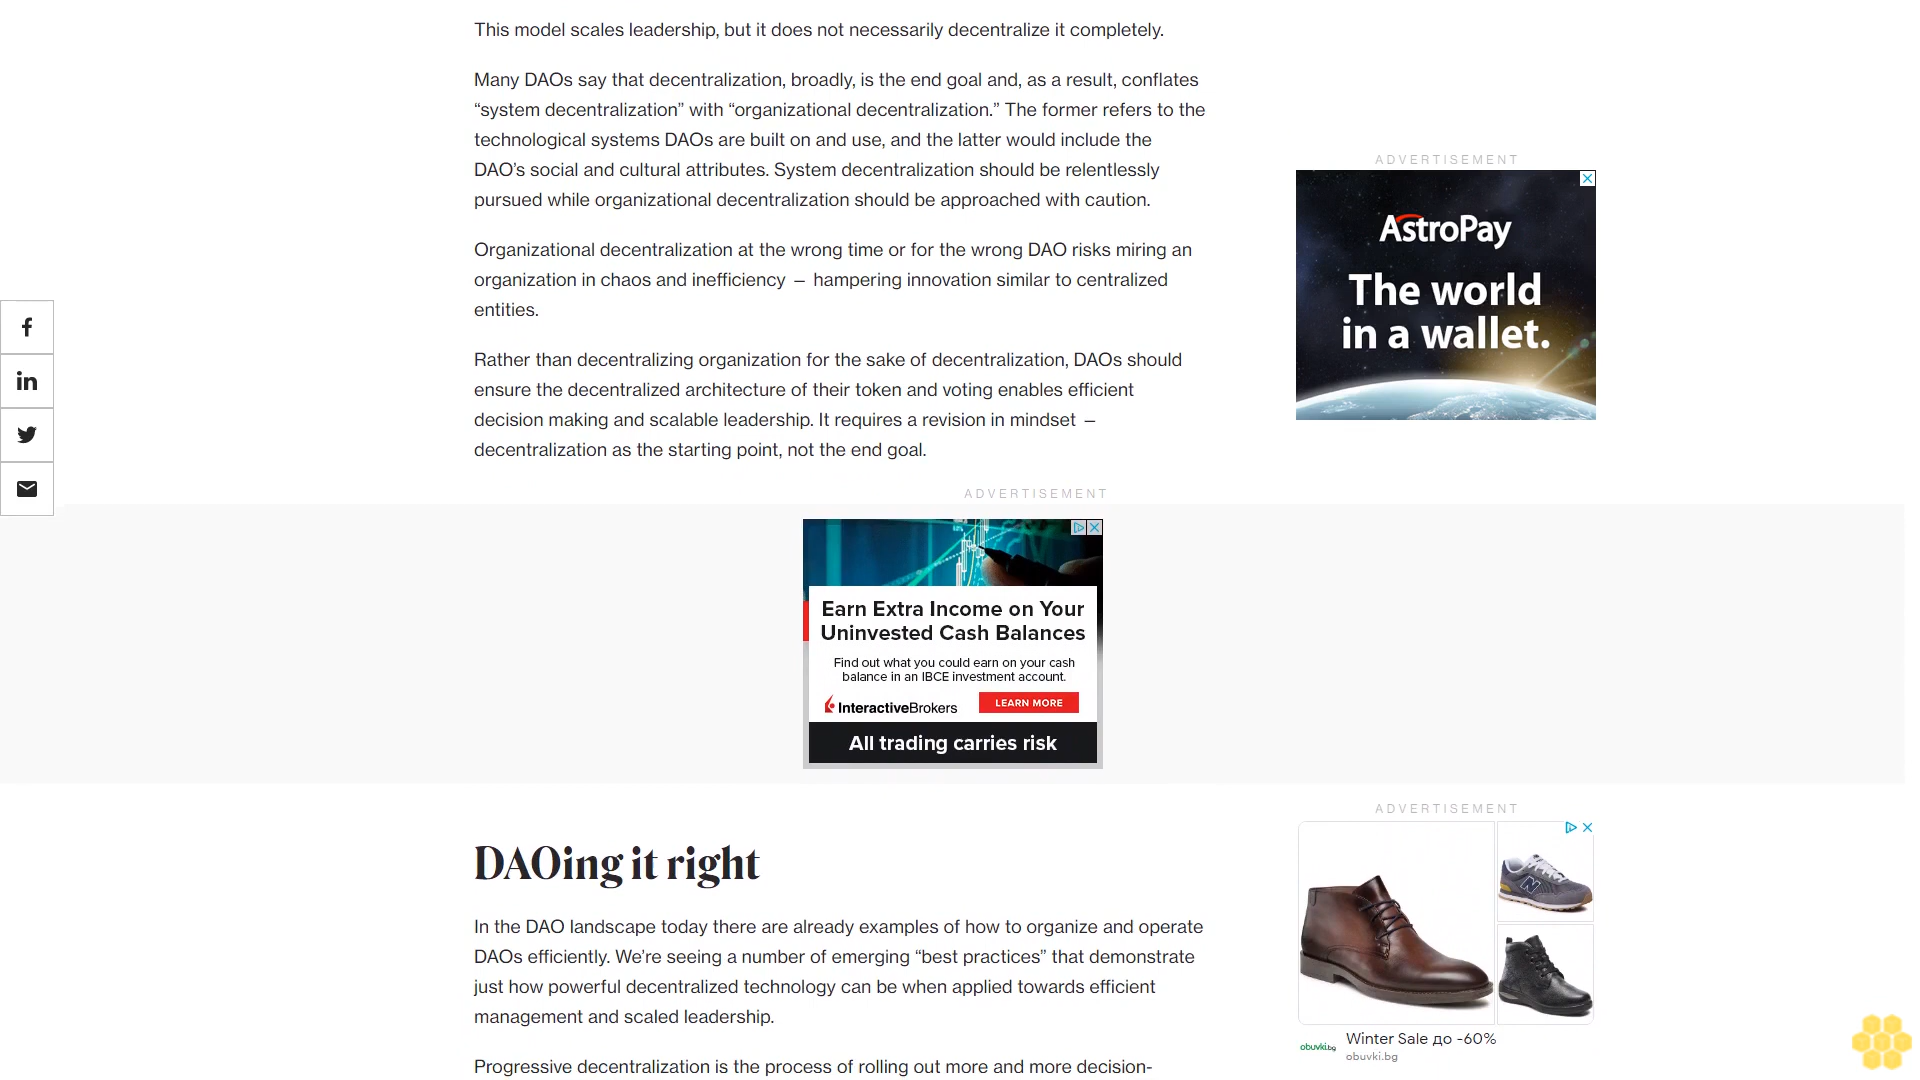 This model scales leadership, but it does not necessarily decentralize it completely.
Many DAOs say that decentralization, broadly, is the end goal and, as a result, conflates
“system decentralization” with “organizational decentralization.” The former refers to the
technological systems DAOs are built on and use, and the latter would include the
DAO’s social and cultural attributes. System decentralization should be relentlessly
pursued while organizational decentralization should be approached with caution.
Organizational decentralization at the wrong time or for the wrong DAO risks miring an
organization in chaos and inefficiency — hampering innovation similar to centralized
entities.
Rather than decentralizing organization for the sake of decentralization, DAOs should
ensure the decentralized architecture of their token and voting enables efficient
decision making and scalable leadership. It requires a revision in mindset —
decentralization as the starting point, not the end goal.
ADVERTISEMENT
AstroPay
The world
in a wallet.
ADVERTISEMENT
Earn Extra Income on Your
Uninvested Cash Balances
Find out what you could earn on your cash
balance in an IBCE investment account.
InteractiveBrokers
LEARN MORE
All trading carries risk
DAOing it right
In the DAO landscape today there are already examples of how to organize and operate
DAOs efficiently. We’re seeing a number of emerging “best practices” that demonstrate
just how powerful decentralized technology can be when applied towards efficient
management and scaled leadership.
Progressive decentralization is the process of rolling out more and more decision-
ADVERTISEMENT
obuvki.bg
Winter Sale до -60%
obuvki.bg